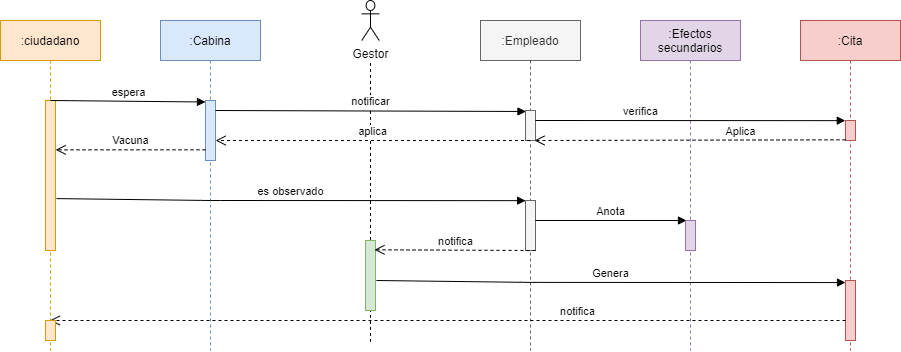 :ciudadano
:Cabina
Gestor
:Empleado
:Efectos
secundarios
:Cita
espera
notificar
verifica
aplica
Aplica
Vacuna
es observado
Anota
notifica
Genera
notifica